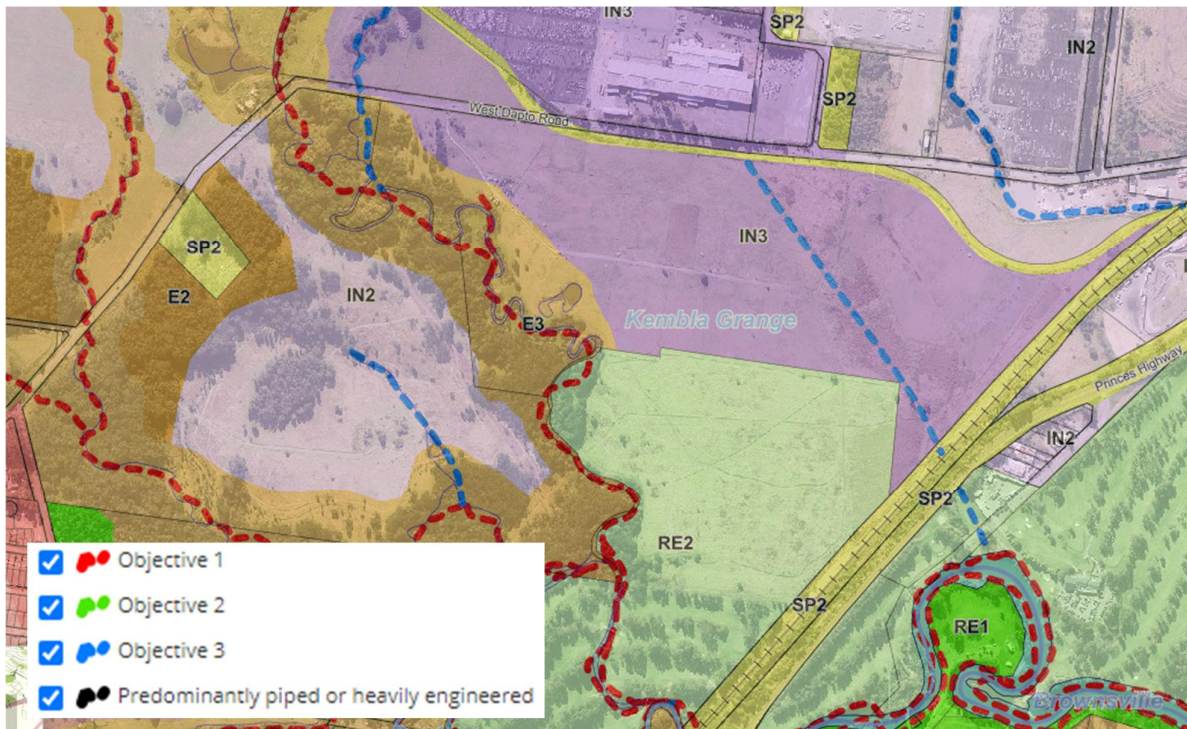 IN3
SP2
IN2
SP2
West Dapto Road
SP2
IN3
E2
IN2
E3
Kembla Grange
Princes Highway
IN2
SP2
RE2
SP2
RE1
Brownsville
Objective 1
Objective 2
Objective 3
Predominantly piped or heavily engineered